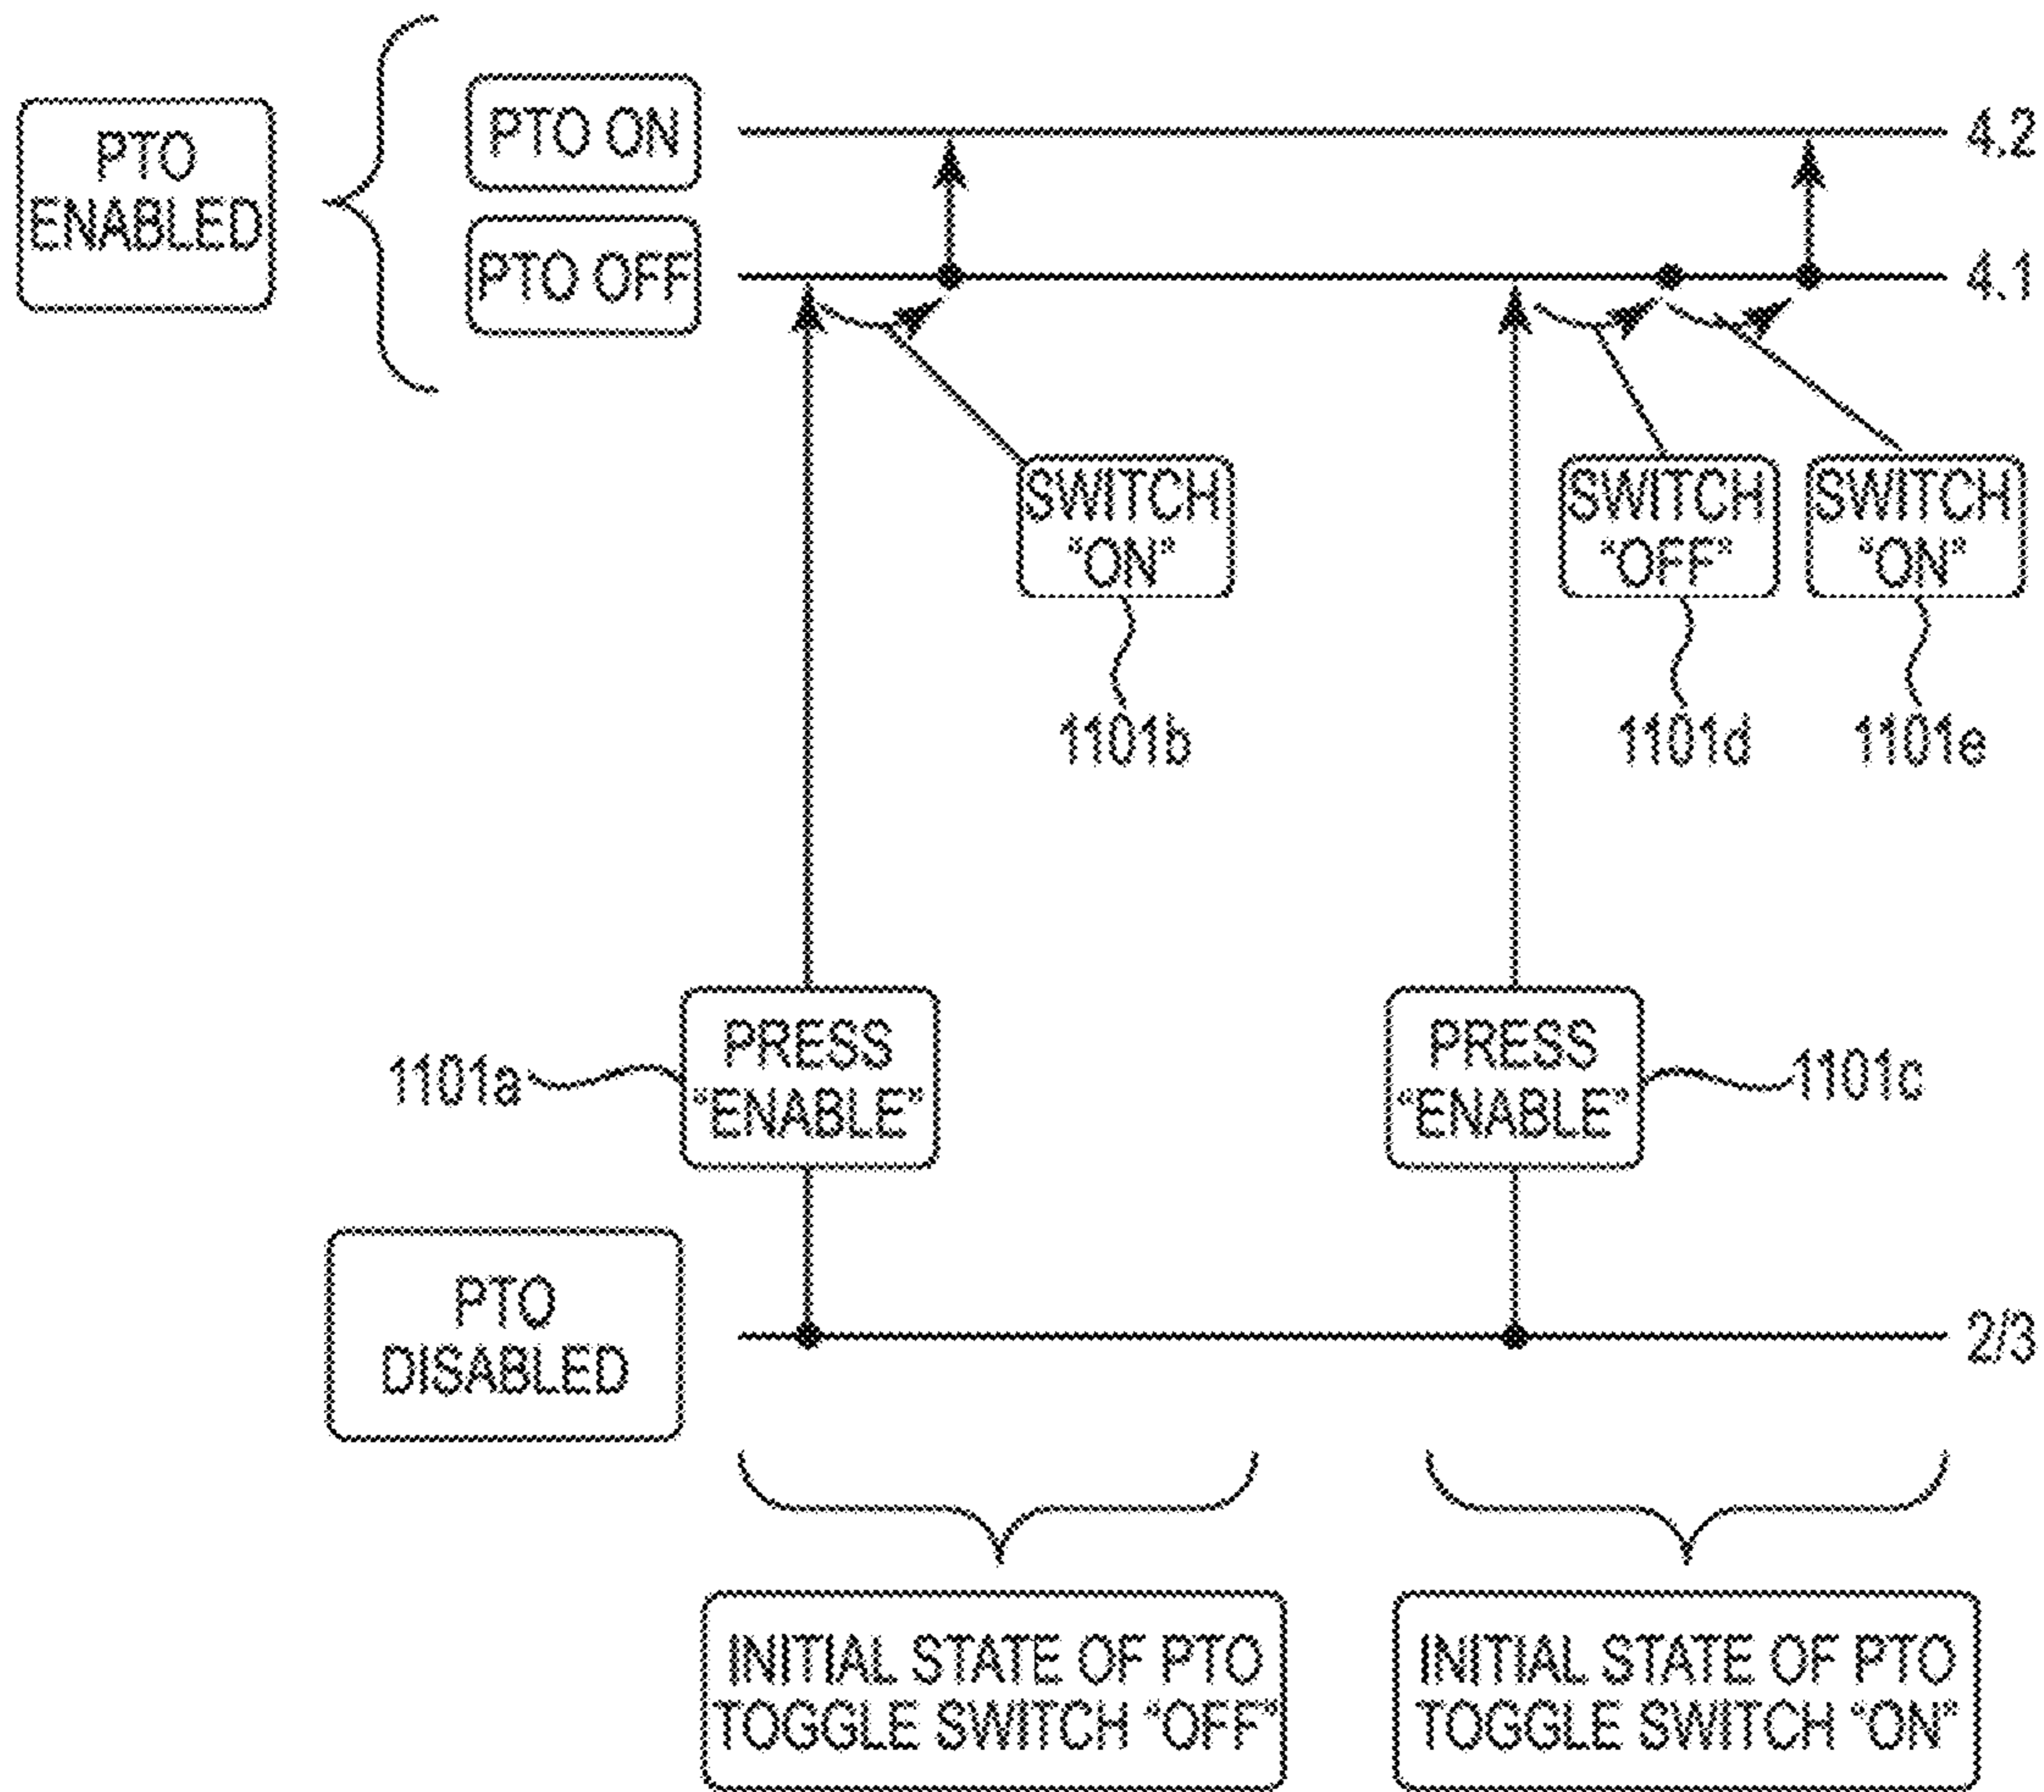 PTO
ENABLED
PTO ON
4.2
PTO OFF
4.1
SWITCH
"ON"
SWITCH
"OFF"
SWITCH
"ON"
1101b
1101d
1101e
1101a
PRESS
"ENABLE"
PRESS
"ENABLE"
1101c
PTO
DISABLED
2/3
INITIAL STATE OF PTO
TOGGLE SWITCH "OFF"
INITIAL STATE OF PTO
TOGGLE SWITCH "ON"